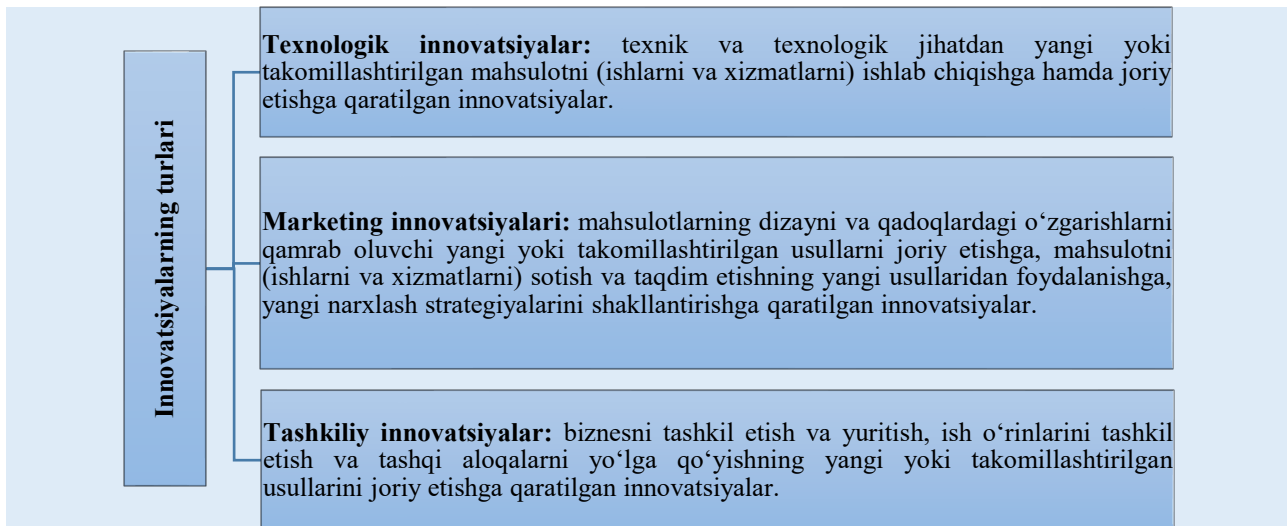 Innovatsiyalarning turlari
Texnologik innovatsiyalar: texnik va texnologik jihatdan yangi yoki
takomillashtirilgan mahsulotni (ishlarni va xizmatlarni) ishlab chiqishga hamda joriy
etishga qaratilgan innovatsiyalar.
Marketing innovatsiyalari: mahsulotlarning dizayni va qadoqlardagi o‘zgarishlarni
qamrab oluvchi yangi yoki takomillashtirilgan usullarni joriy etishga, mahsulotni
(ishlarni va xizmatlarni) sotish va taqdim etishning yangi usullaridan foydalanishga,
yangi narxlash strategiyalarini shakllantirishga qaratilgan innovatsiyalar.
Tashkiliy innovatsiyalar: biznesni tashkil etish va yuritish, ish o‘rinlarini tashkil
etish va tashqi aloqalarni yo‘lga qo‘yishning yangi yoki takomillashtirilgan
usullarini joriy etishga qaratilgan innovatsiyalar.